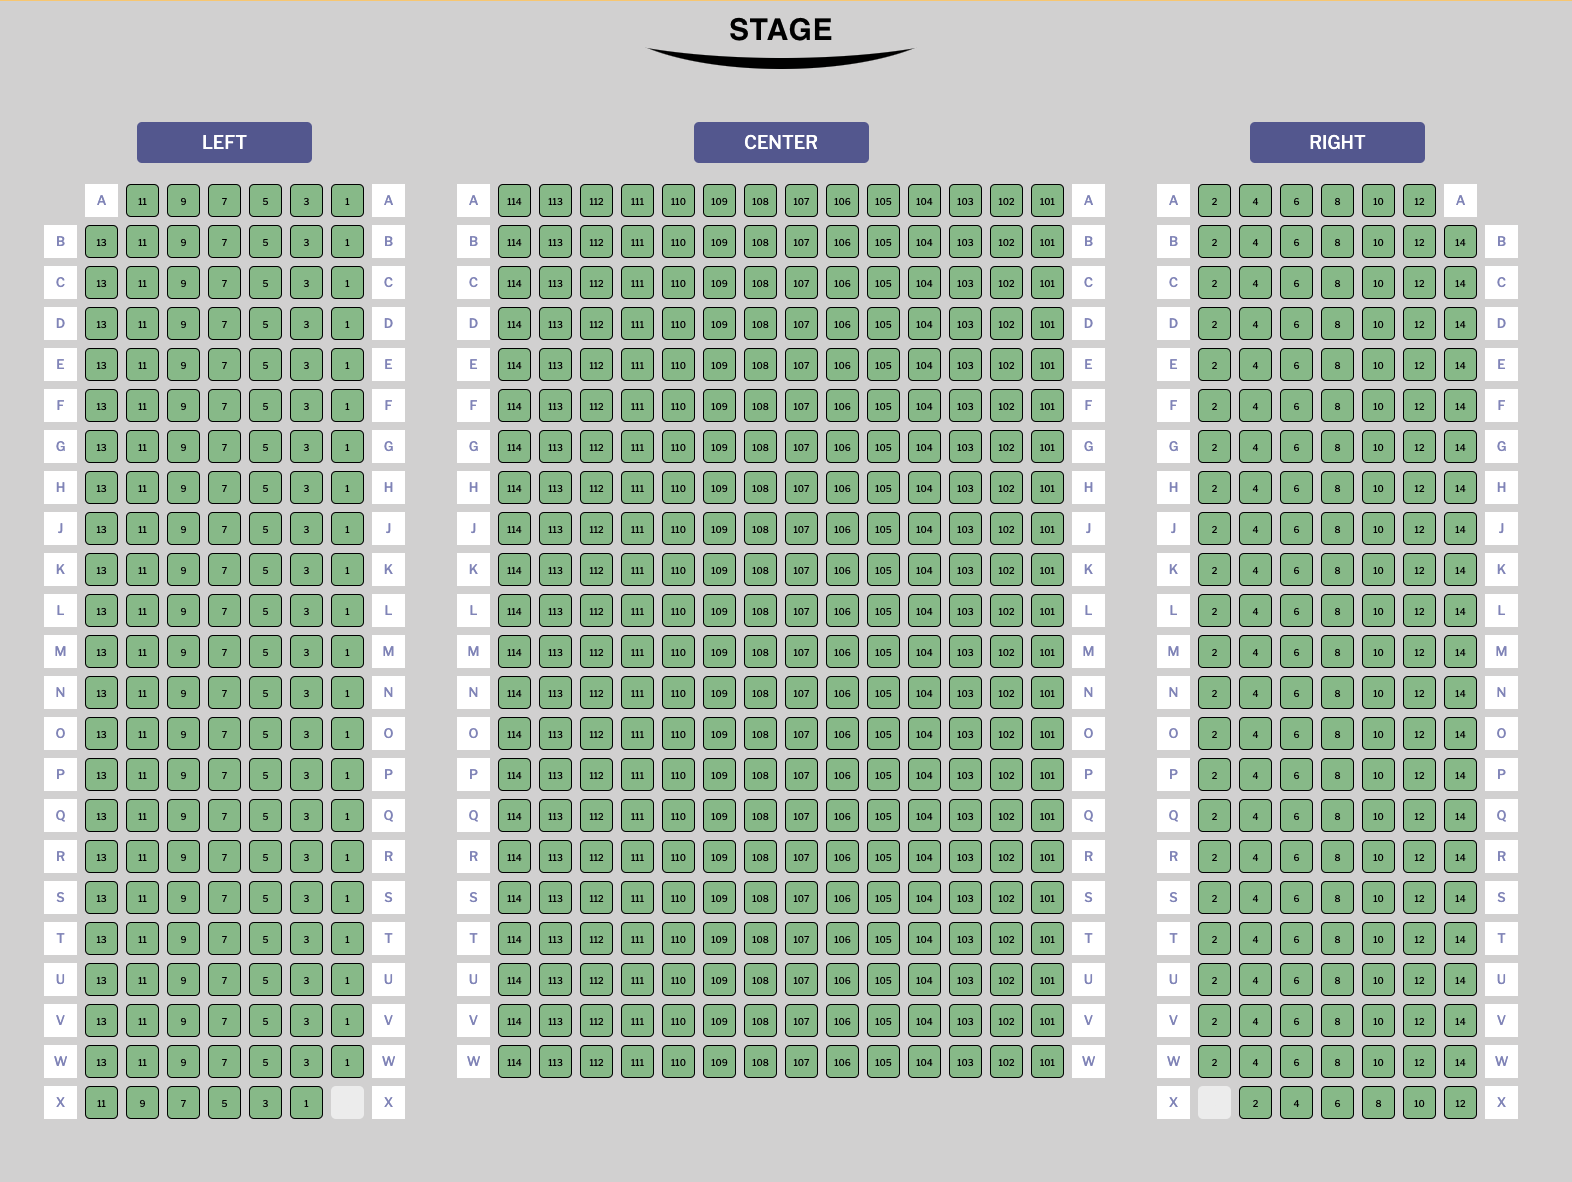 STAGE
LEFT CENTER RIGHT
A 11 9 7 5 3 1 A A 114 113 112 111 110 109 108 107 106 105 104 103 102 101 A A 2 4 6 8 10 12 A
B 13 11 9 7 5 3 1 B B 114 113 112 111 110 109 108 107 106 105 104 103 102 101 B B 2 4 6 8 10 12 14 B
C 13 11 9 7 5 3 1 C C 114 113 112 111 110 109 108 107 106 105 104 103 102 101 C C 2 4 6 8 10 12 14 C
D 13 11 9 7 5 3 1 D D 114 113 112 111 110 109 108 107 106 105 104 103 102 101 D D 2 4 6 8 10 12 14 D
E 13 11 9 7 5 3 1 E E 114 113 112 111 110 109 108 107 106 105 104 103 102 101 E E 2 4 6 8 10 12 14 E
F 13 11 9 7 5 3 1 F F 114 113 112 111 110 109 108 107 106 105 104 103 102 101 F F 2 4 6 8 10 12 14 F
G 13 11 9 7 5 3 1 G G 114 113 112 111 110 109 108 107 106 105 104 103 102 101 G G 2 4 6 8 10 12 14 G
H 13 11 9 7 5 3 1 H H 114 113 112 111 110 109 108 107 106 105 104 103 102 101 H H 2 4 6 8 10 12 14 H
J 13 11 9 7 5 3 1 J J 114 113 112 111 110 109 108 107 106 105 104 103 102 101 J J 2 4 6 8 10 12 14 J
K 13 11 9 7 5 3 1 K K 114 113 112 111 110 109 108 107 106 105 104 103 102 101 K K 2 4 6 8 10 12 14 K
L 13 11 9 7 5 3 1 L L 114 113 112 111 110 109 108 107 106 105 104 103 102 101 L L 2 4 6 8 10 12 14 L
M 13 11 9 7 5 3 1 M M 114 113 112 111 110 109 108 107 106 105 104 103 102 101 M M 2 4 6 8 10 12 14 M
N 13 11 9 7 5 3 1 N N 114 113 112 111 110 109 108 107 106 105 104 103 102 101 N N 2 4 6 8 10 12 14 N
O 13 11 9 7 5 3 1 O O 114 113 112 111 110 109 108 107 106 105 104 103 102 101 O O 2 4 6 8 10 12 14 O
P 13 11 9 7 5 3 1 P P 114 113 112 111 110 109 108 107 106 105 104 103 102 101 P P 2 4 6 8 10 12 14 P
Q 13 11 9 7 5 3 1 Q Q 114 113 112 111 110 109 108 107 106 105 104 103 102 101 Q Q 2 4 6 8 10 12 14 Q
R 13 11 9 7 5 3 1 R R 114 113 112 111 110 109 108 107 106 105 104 103 102 101 R R 2 4 6 8 10 12 14 R
S 13 11 9 7 5 3 1 S S 114 113 112 111 110 109 108 107 106 105 104 103 102 101 S S 2 4 6 8 10 12 14 S
T 13 11 9 7 5 3 1 T T 114 113 112 111 110 109 108 107 106 105 104 103 102 101 T T 2 4 6 8 10 12 14 T
U 13 11 9 7 5 3 1 U U 114 113 112 111 110 109 108 107 106 105 104 103 102 101 U U 2 4 6 8 10 12 14 U
V 13 11 9 7 5 3 1 V V 114 113 112 111 110 109 108 107 106 105 104 103 102 101 V V 2 4 6 8 10 12 14 V
W 13 11 9 7 5 3 1 W W 114 113 112 111 110 109 108 107 106 105 104 103 102 101 W W 2 4 6 8 10 12 14 W
X 11 9 7 5 3 1 X X 2 4 6 8 10 12 X